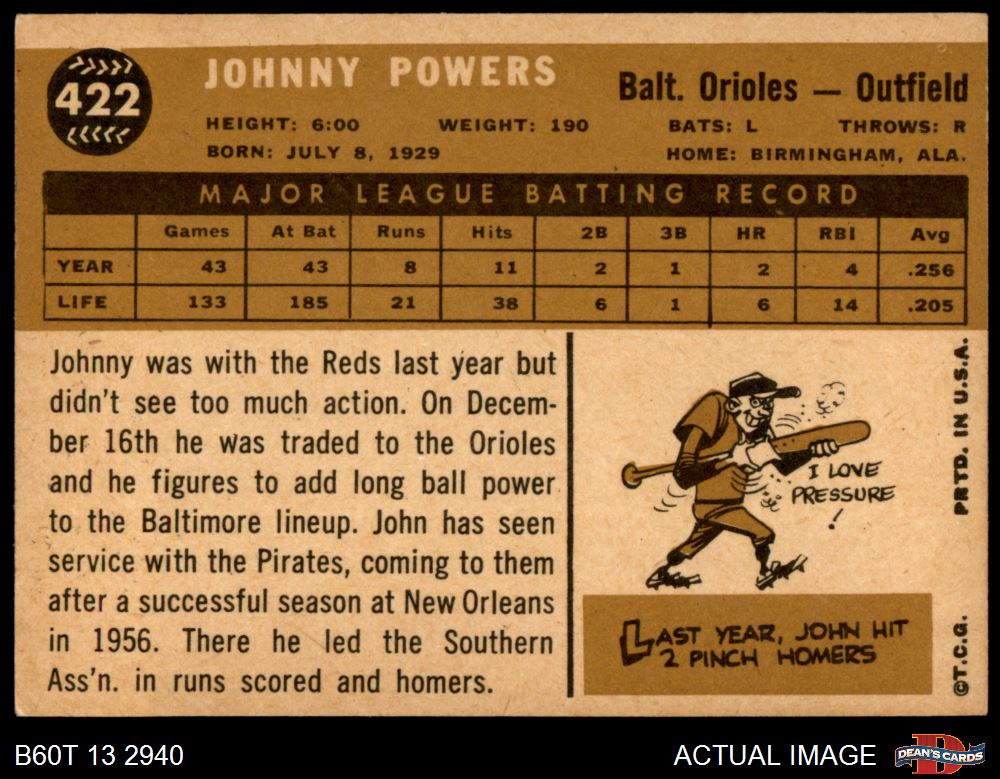 422
JOHNNY POWERS
Balt. Orioles — Outfield
HEIGHT: 6:00 WEIGHT: 190 BATS: L THROWS: R
BORN: JULY 8, 1929 HOME: BIRMINGHAM, ALA.
MAJOR LEAGUE BATTING RECORD
Games At Bat Runs Hits 2B 3B HR RBI Avg
YEAR 43 43 8 11 2 1 2 4 .256
LIFE 133 185 21 38 6 1 6 14 .205
Johnny was with the Reds last year but
didn't see too much action. On Decem-
ber 16th he was traded to the Orioles
and he figures to add long ball power
to the Baltimore lineup. John has seen
service with the Pirates, coming to them
after a successful season at New Orleans
in 1956. There he led the Southern
Ass'n. in runs scored and homers.
I LOVE
PRESSURE
!
LAST YEAR, JOHN HIT
2 PINCH HOMERS
©T.C.G. PRTD. IN U.S.A.
B60T 13 2940
ACTUAL IMAGE
D
DEAN'S CARDS